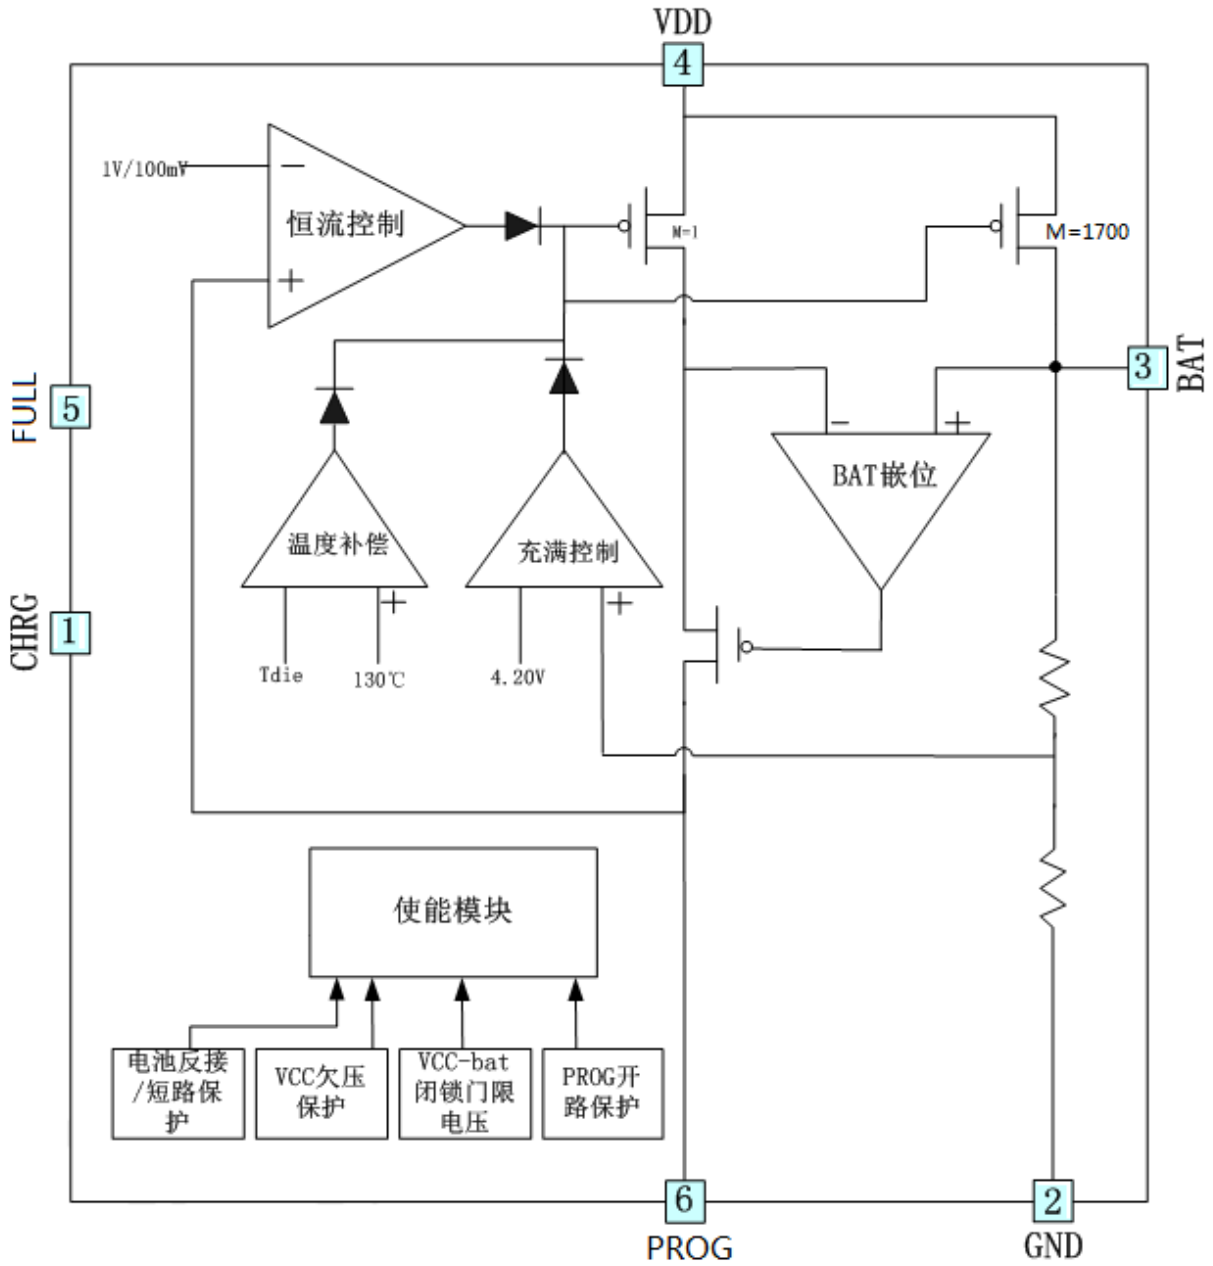 VDD
4
1V/100mV
−
恒流控制
+
M=1
M=1700
3
BAT
FULL
5
−
+
BAT嵌位
温度补偿
充满控制
+
+
CHRG
1
Tdie
130℃
4.20V
使能模块
电池反接
/短路保
护
VCC欠压
保护
VCC-bat
闭锁门限
电压
PROG开
路保护
6
PROG
2
GND